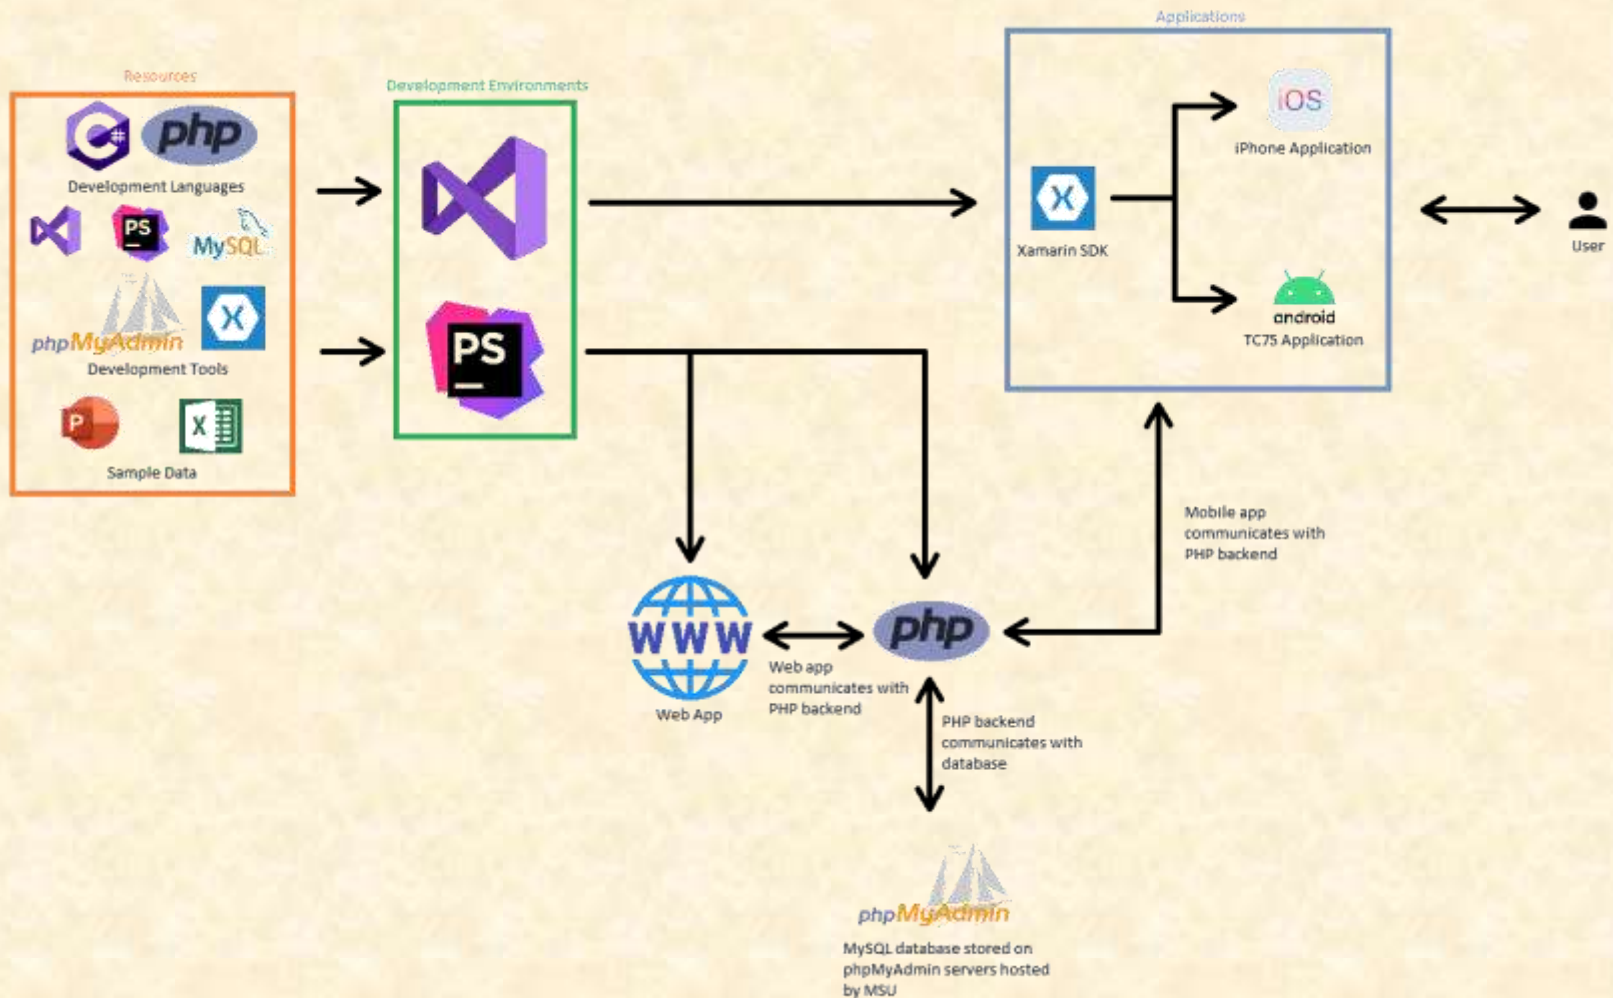 Resources
C#
php
Development Languages
PS
MySQL
phpMyAdmin
X
Development Tools
P
X
Sample Data
Development Environments
PS
Applications
X
Xamarin SDK
iOS
iPhone Application
android
TC75 Application
User
Mobile app
communicates with
PHP backend
WWW
Web App
Web app
communicates with
PHP backend
php
PHP backend
communicates with
database
phpMyAdmin
MySQL database stored on
phpMyAdmin servers hosted
by MSU